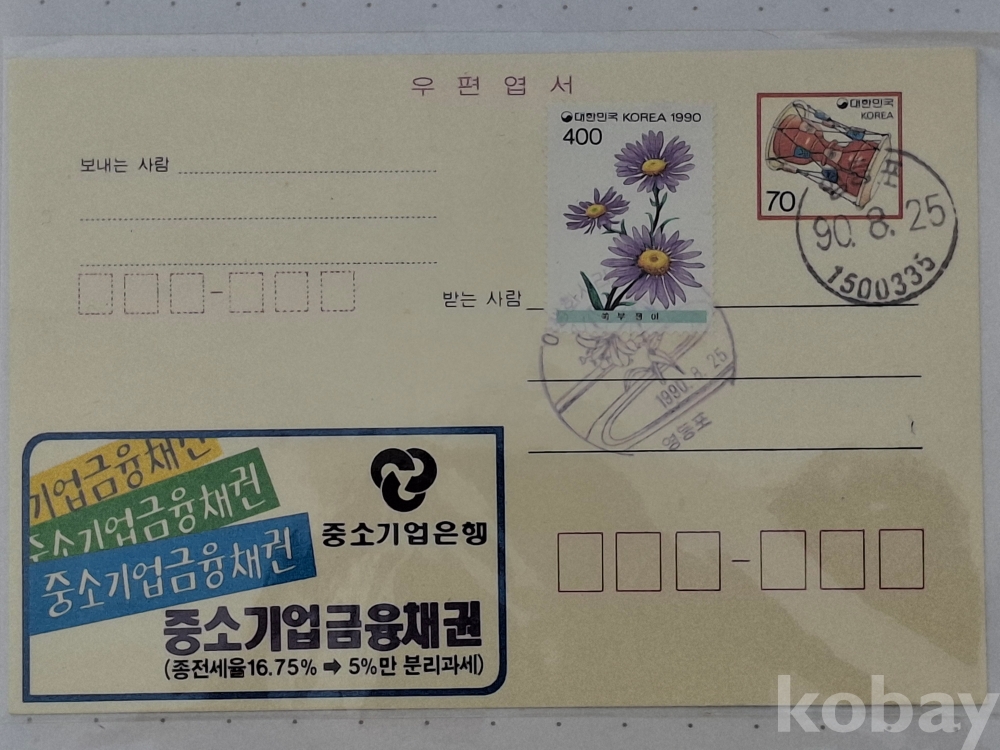 우편엽서
대한민국 KOREA 1990
400
쑥부쟁이
대한민국
KOREA
70
90. 8. 25
1500335
보내는 사람
받는 사람
1990. 8. 25
영등포
기업금융채권
중소기업금융채권
중소기업금융채권
중소기업은행
중소기업금융채권
(종전세율16.75% ➡ 5%만 분리과세)
kobay